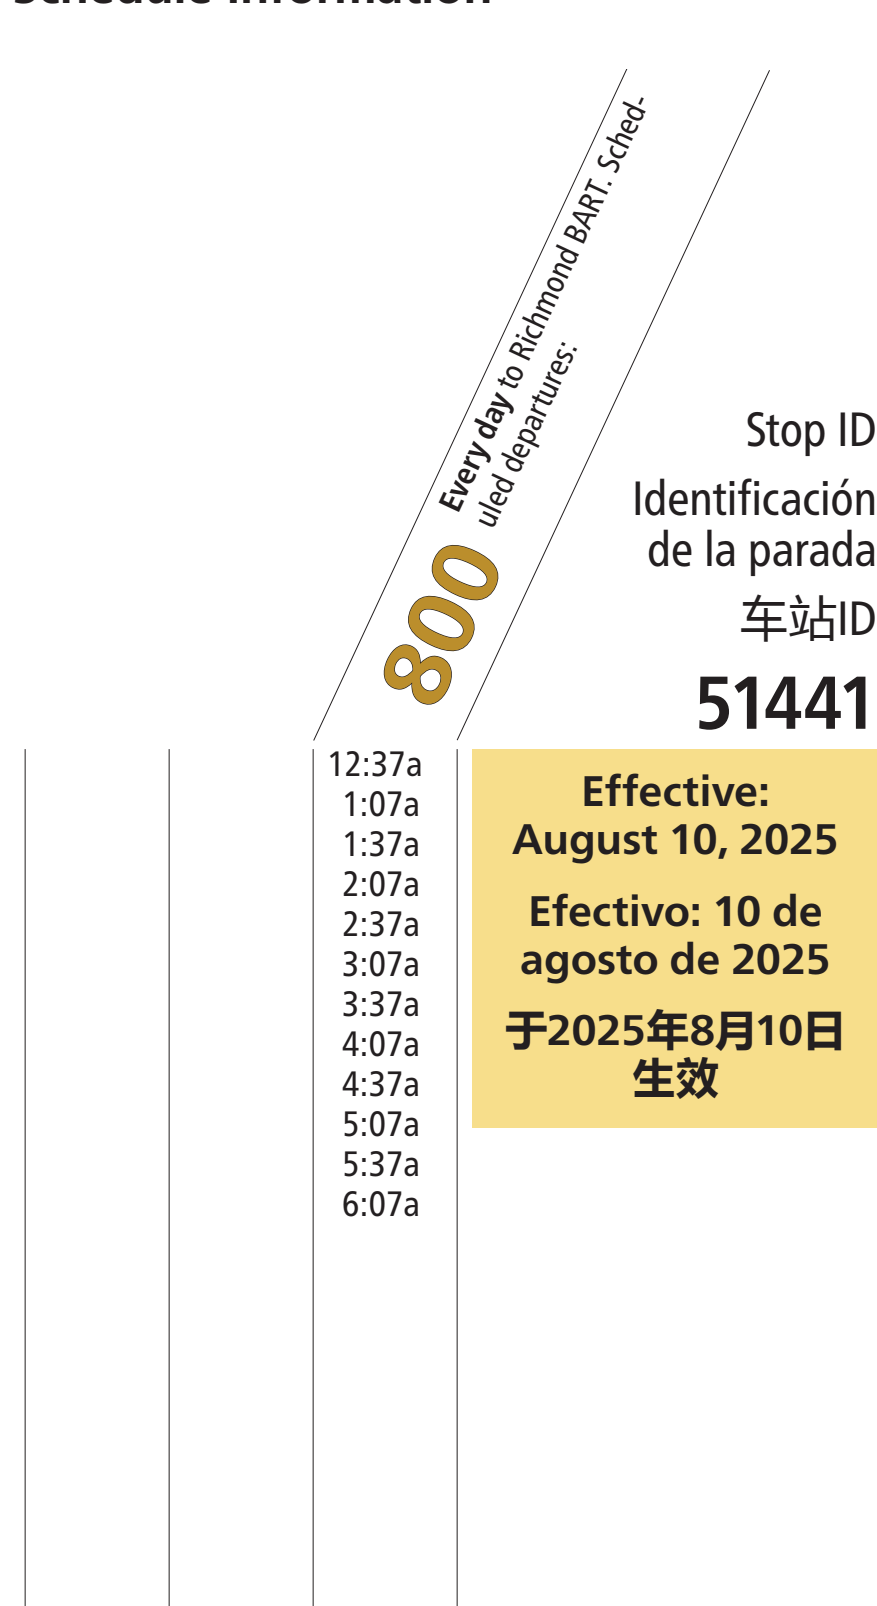 Schedule Information
800
Every day to Richmond BART. Sched-
uled departures:
Stop ID
Identificación
de la parada
车站ID
51441
12:37a
1:07a
1:37a
2:07a
2:37a
3:07a
3:37a
4:07a
4:37a
5:07a
5:37a
6:07a
Effective:
August 10, 2025
Efectivo: 10 de
agosto de 2025
于2025年8月10日
生效